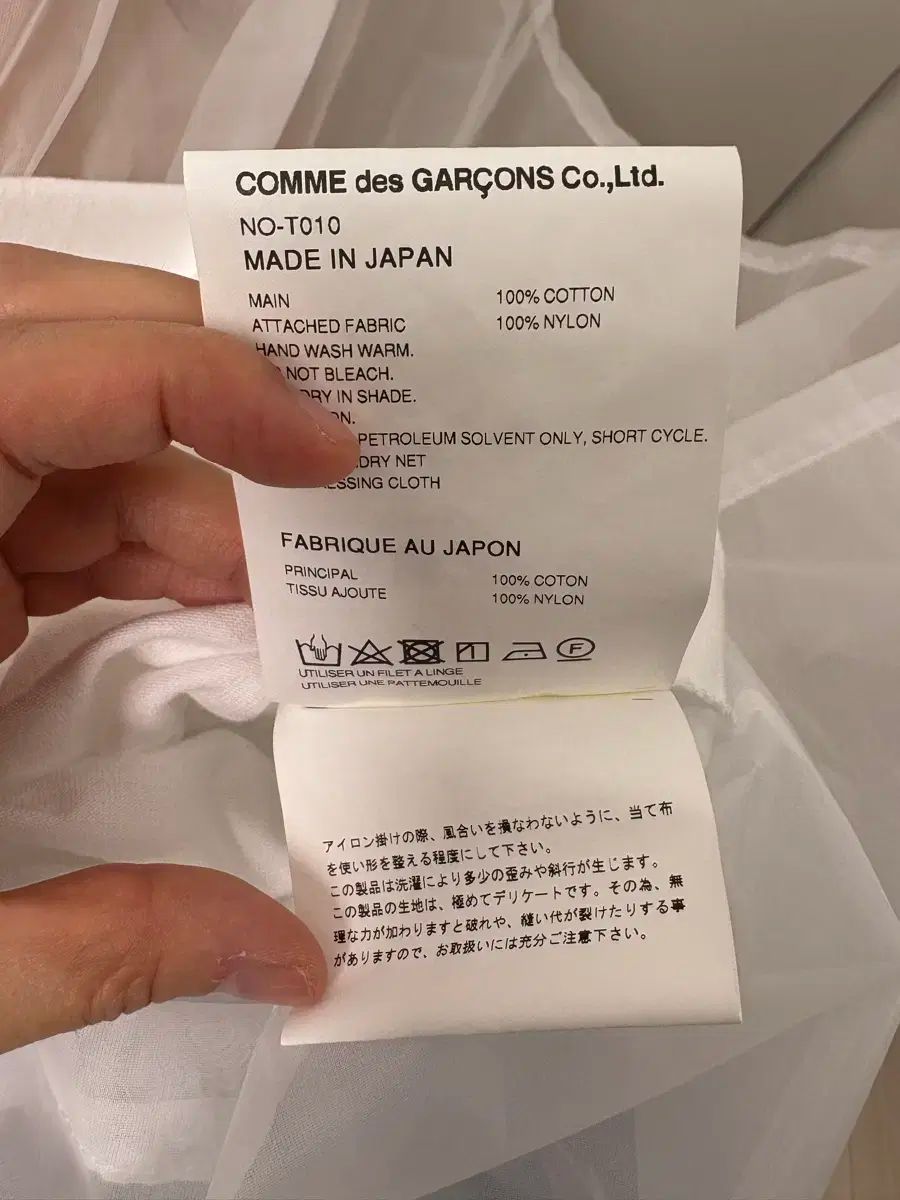 COMME des GARÇONS Co.,Ltd.
NO-T010
MADE IN JAPAN
MAIN 100% COTTON
ATTACHED FABRIC 100% NYLON
HAND WASH WARM.
NOT BLEACH.
IN SHADE.
PETROLEUM SOLVENT ONLY, SHORT CYCLE.
NET
CLOTH
FABRIQUE AU JAPON
PRINCIPAL 100% COTON
TISSU AJOUTE 100% NYLON
F
UTILISER UN FILET A LINGE
UTILISER UNE PATTEMOUILLE
アイロン掛けの際、風合いを損なわないように、当て布
を使い形を整える程度にして下さい。
この製品は洗濯により多少の歪みや斜行が生じます。
この製品の生地は、極めてデリケートです。その為、無
理な力が加わりますと破れや、縫い代が裂けたりする事
がありますので、お取扱いには充分ご注意下さい。